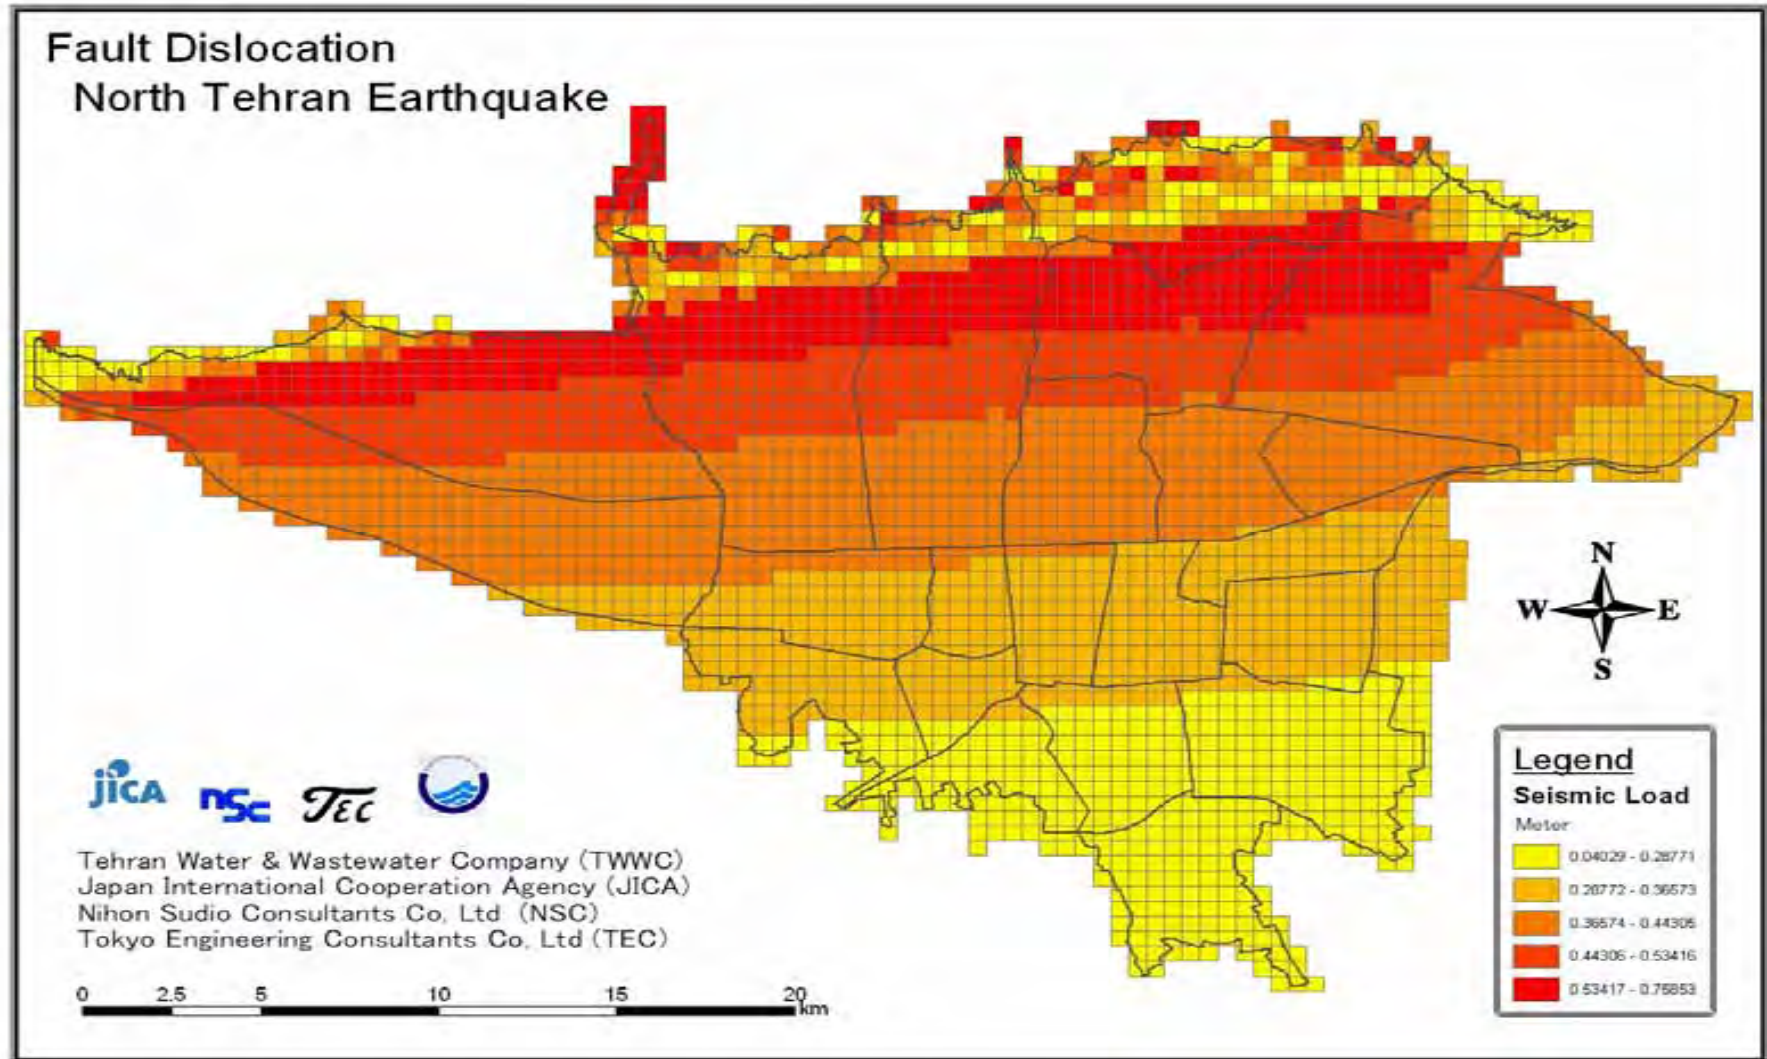 Fault Dislocation
North Tehran Earthquake
N
W E
S
JICA nSc TEC
Tehran Water & Wastewater Company (TWWC)
Japan International Cooperation Agency (JICA)
Nihon Sudio Consultants Co, Ltd (NSC)
Tokyo Engineering Consultants Co, Ltd (TEC)
0 2.5 5 10 15 20
km
Legend
Seismic Load
Meter
0.04029 - 0.28771
0.28772 - 0.36573
0.36574 - 0.44305
0.44306 - 0.53416
0.53417 - 0.75853